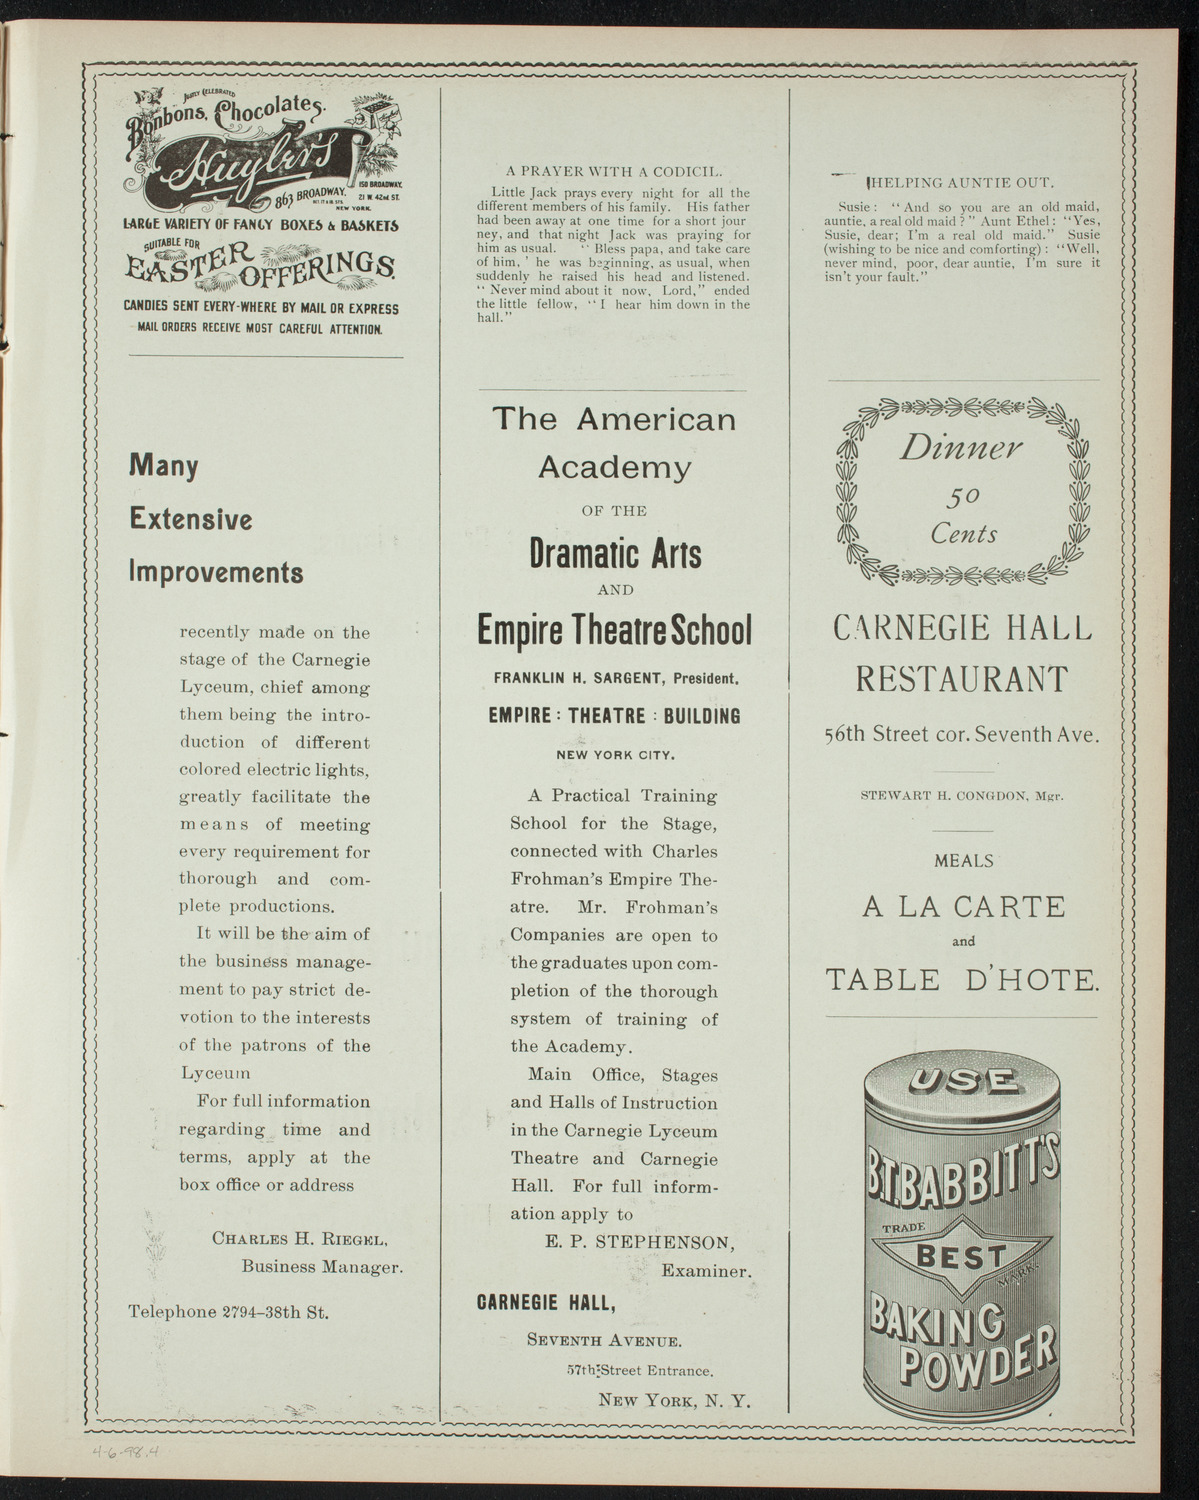 JUSTLY CELEBRATED
Bonbons, Chocolates.
Huyler's
863 BROADWAY.
150 BROADWAY.
21 W. 42nd ST.
NEW YORK.
LARGE VARIETY OF FANCY BOXES & BASKETS
SUITABLE FOR
EASTER OFFERINGS.
CANDIES SENT EVERY-WHERE BY MAIL OR EXPRESS
MAIL ORDERS RECEIVE MOST CAREFUL ATTENTION.
Many
Extensive
Improvements
recently made on the
stage of the Carnegie
Lyceum, chief among
them being the intro-
duction of different
colored electric lights,
greatly facilitate the
means of meeting
every requirement for
thorough and com-
plete productions.
It will be the aim of
the business manage-
ment to pay strict de-
votion to the interests
of the patrons of the
Lyceum
For full information
regarding time and
terms, apply at the
box office or address
CHARLES H. RIEGEL,
Business Manager.
Telephone 2794–38th St.
A PRAYER WITH A CODICIL.
Little Jack prays every night for all the
different members of his family. His father
had been away at one time for a short jour
ney, and that night Jack was praying for
him as usual. "Bless papa, and take care
of him, ' he was beginning, as usual, when
suddenly he raised his head and listened.
"Never mind about it now, Lord," ended
the little fellow, "I hear him down in the
hall."
The American
Academy
OF THE
Dramatic Arts
AND
Empire Theatre School
FRANKLIN H. SARGENT, President.
EMPIRE : THEATRE : BUILDING
NEW YORK CITY.
A Practical Training
School for the Stage,
connected with Charles
Frohman's Empire The-
atre. Mr. Frohman's
Companies are open to
the graduates upon com-
pletion of the thorough
system of training of
the Academy.
Main Office, Stages
and Halls of Instruction
in the Carnegie Lyceum
Theatre and Carnegie
Hall. For full inform-
ation apply to
E. P. STEPHENSON,
Examiner.
CARNEGIE HALL,
SEVENTH AVENUE.
57th Street Entrance.
NEW YORK, N. Y.
HELPING AUNTIE OUT.
Susie: "And so you are an old maid,
auntie, a real old maid?" Aunt Ethel: "Yes,
Susie, dear; I'm a real old maid." Susie
(wishing to be nice and comforting): "Well,
never mind, poor, dear auntie, I'm sure it
isn't your fault."
Dinner
50
Cents
CARNEGIE HALL
RESTAURANT
56th Street cor. Seventh Ave.
STEWART H. CONGDON, Mgr.
MEALS
A LA CARTE
and
TABLE D'HOTE.
USE
B.T. BABBITT'S
TRADE
BEST
MARK.
BAKING
POWDER
4-6-98.4